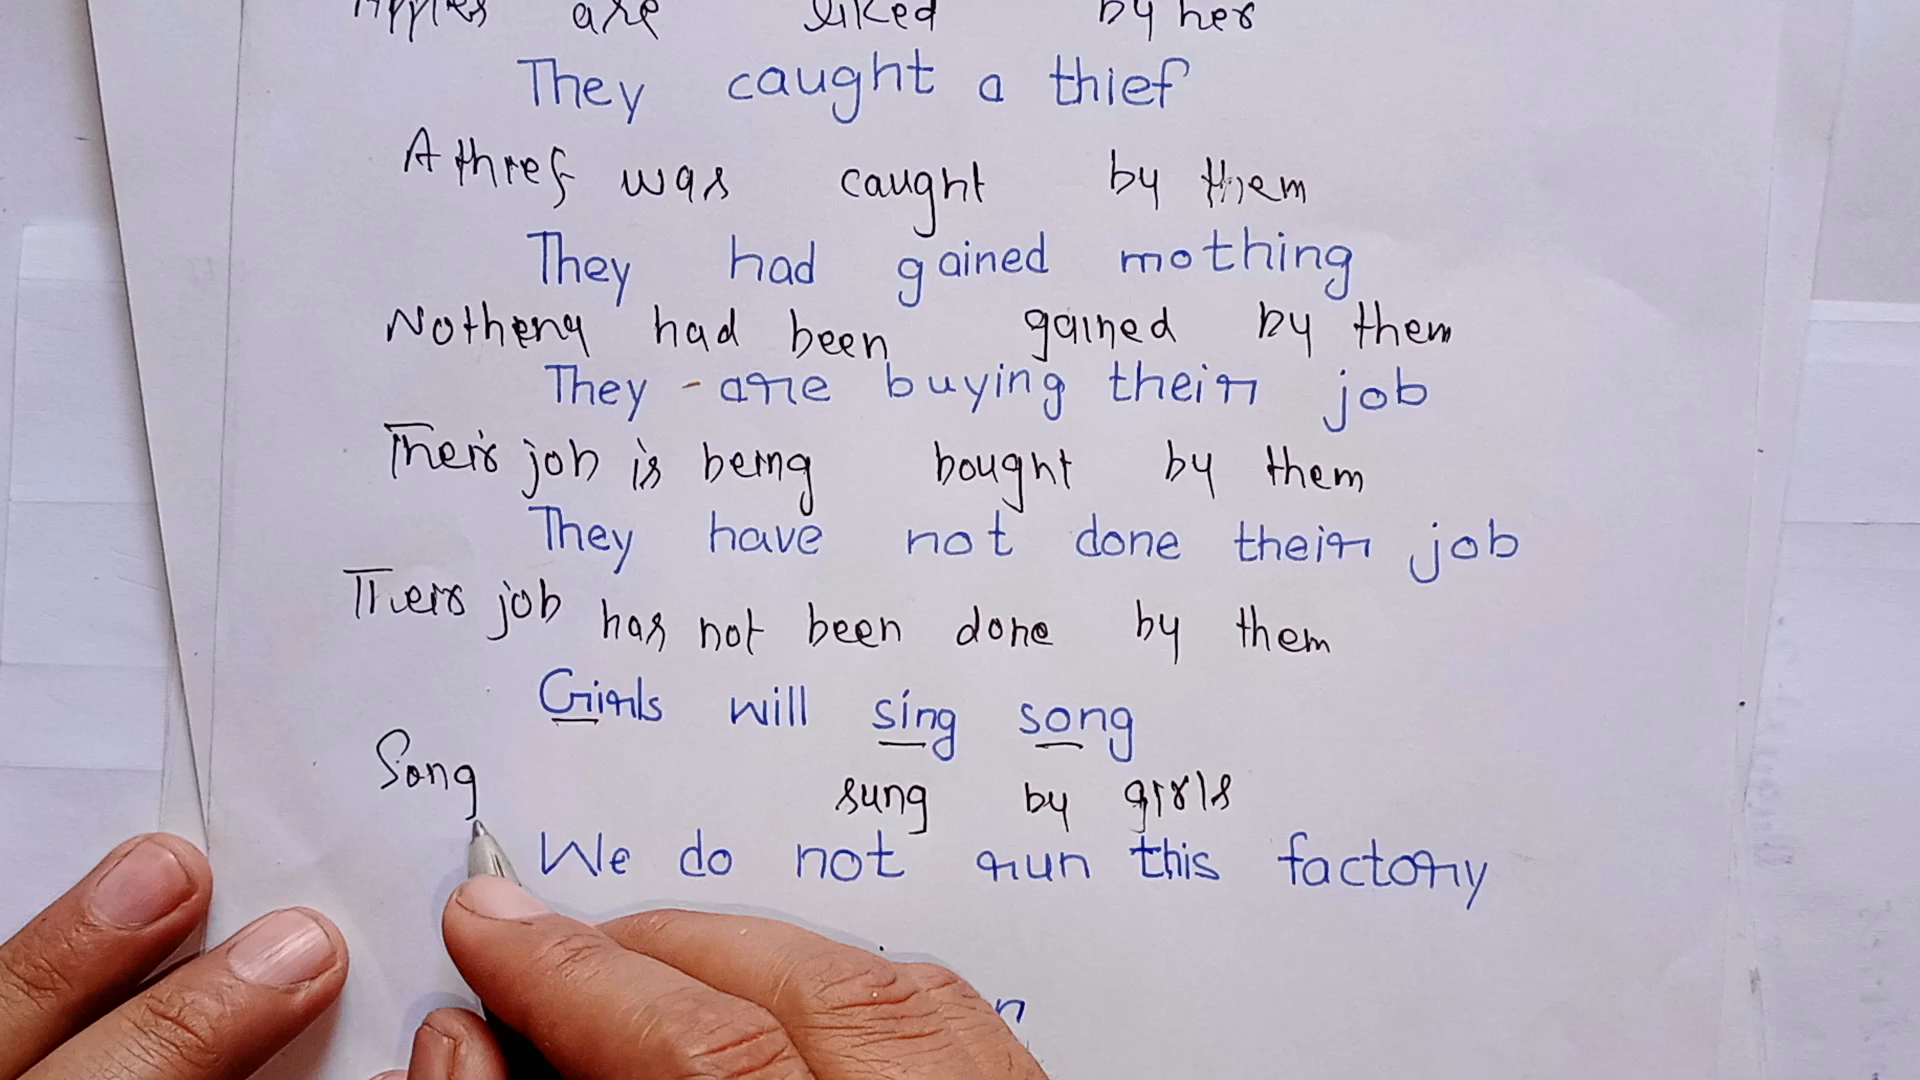 Apples are liked by her
They caught a thief
A thief was caught by them
They had gained nothing
Notheng had been gained by them
They are buying their job
Their job is being bought by them
They have not done their job
Their job has not been done by them
Girls will sing song
Song sung by girls
We do not run this factory